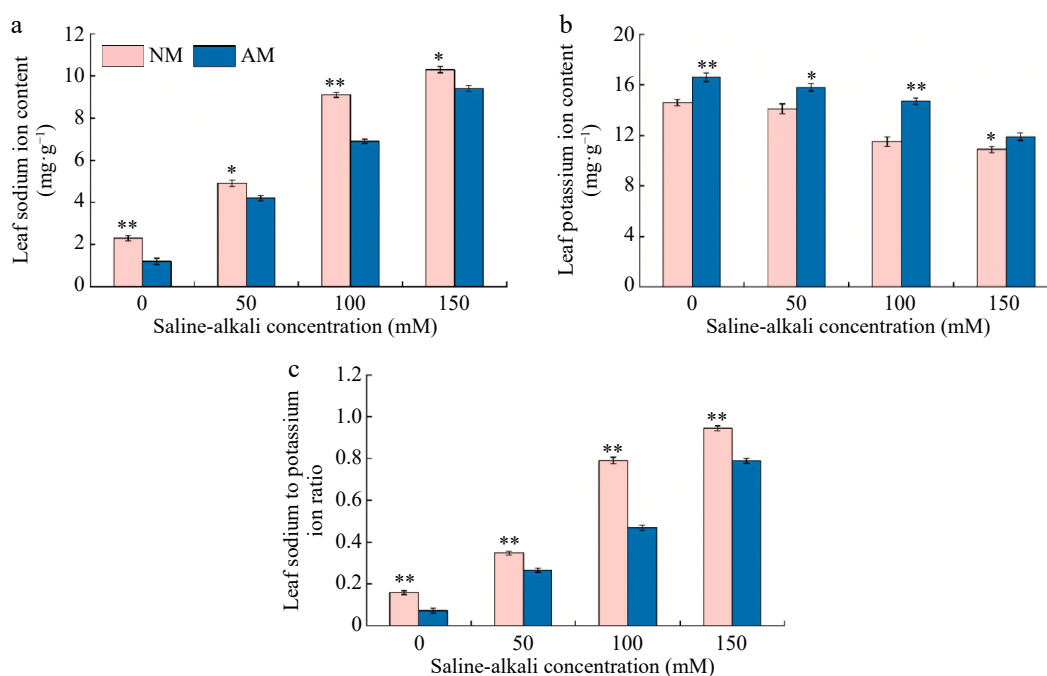 a
12
10
8
6
4
2
0
NM AM
**
*
**
*
0 50 100 150
Saline-alkali concentration (mM)
Leaf sodium ion content
(mg·g⁻¹)
b
20
16
12
8
4
0
**
*
**
*
0 50 100 150
Saline-alkali concentration (mM)
Leaf potassium ion content
(mg·g⁻¹)
c
1.2
1.0
0.8
0.6
0.4
0.2
0
**
**
**
**
0 50 100 150
Saline-alkali concentration (mM)
Leaf sodium to potassium
ion ratio